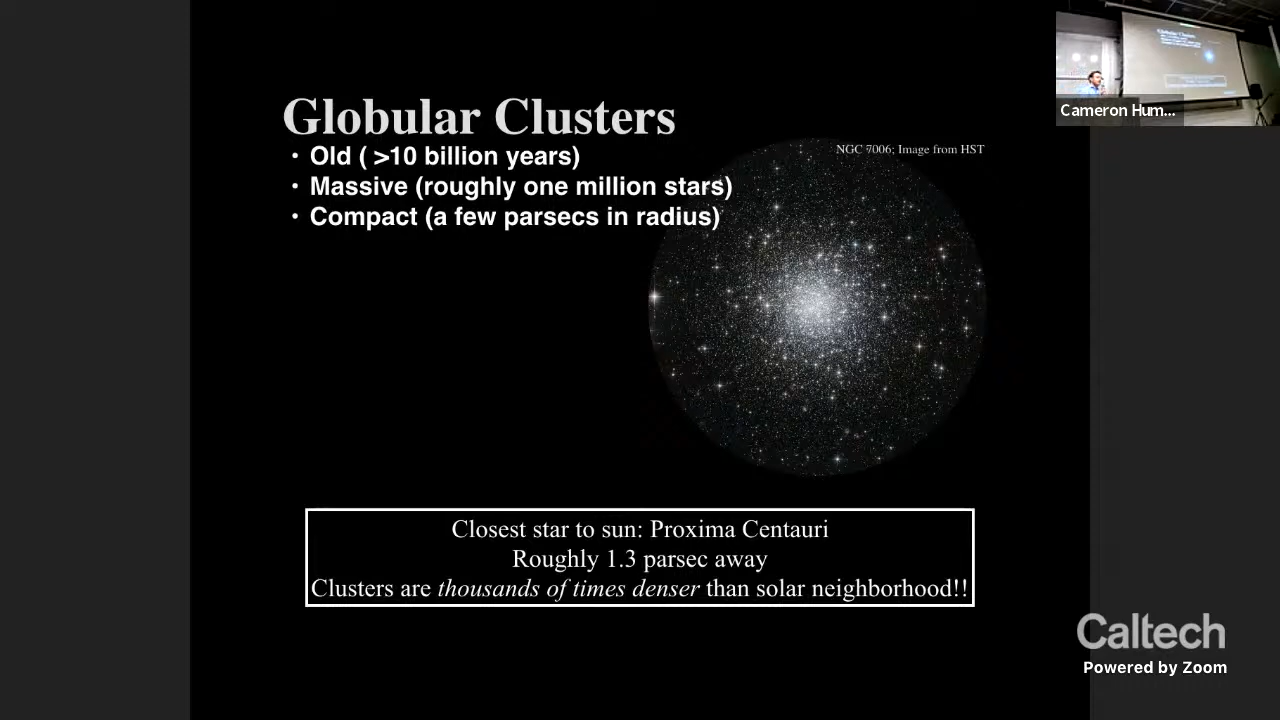 Globular Clusters
• Old ( >10 billion years)
• Massive (roughly one million stars)
• Compact (a few parsecs in radius)
NGC 7006; Image from HST
Closest star to sun: Proxima Centauri
Roughly 1.3 parsec away
Clusters are thousands of times denser than solar neighborhood!!
Cameron Hum...
Caltech
Powered by Zoom